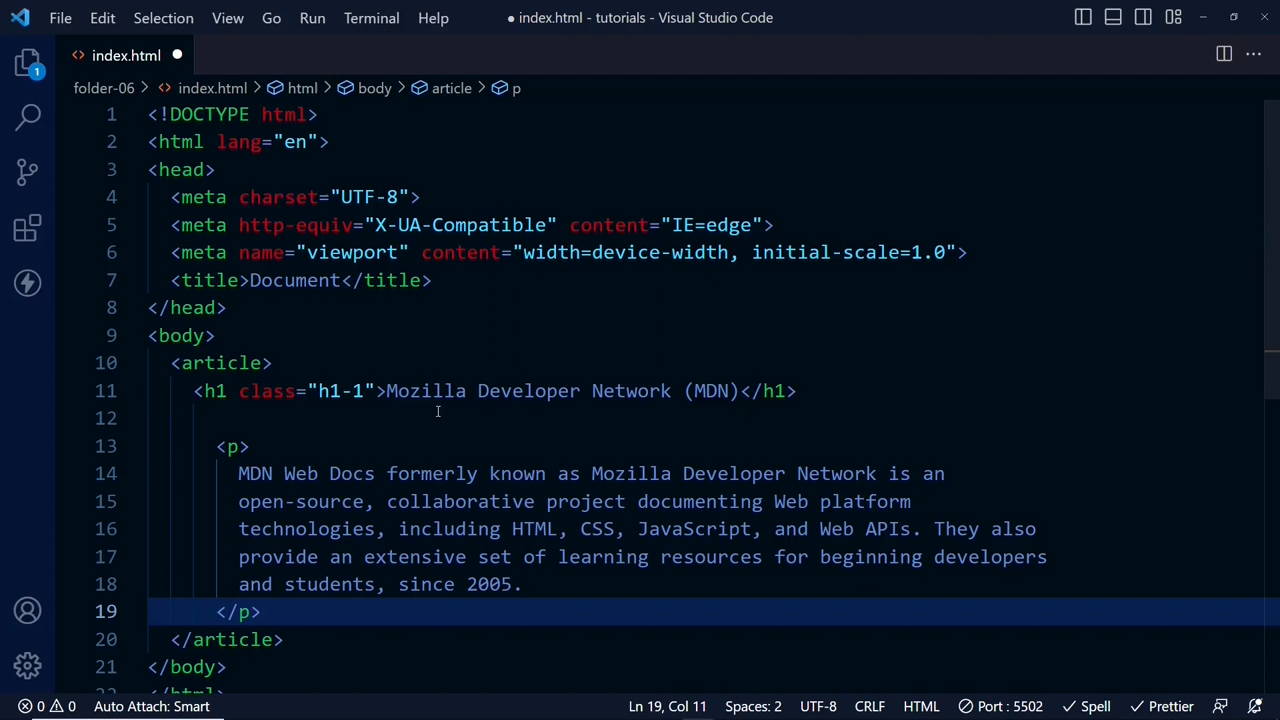 File Edit Selection View Go Run Terminal Help ● index.html - tutorials - Visual Studio Code
index.html
1
folder-06 > index.html > html > body > article > p
1 <!DOCTYPE html>
2 <html lang="en">
3 <head>
4 <meta charset="UTF-8">
5 <meta http-equiv="X-UA-Compatible" content="IE=edge">
6 <meta name="viewport" content="width=device-width, initial-scale=1.0">
7 <title>Document</title>
8 </head>
9 <body>
10 <article>
11 <h1 class="h1-1">Mozilla Developer Network (MDN)</h1>
12
13 <p>
14 MDN Web Docs formerly known as Mozilla Developer Network is an
15 open-source, collaborative project documenting Web platform
16 technologies, including HTML, CSS, JavaScript, and Web APIs. They also
17 provide an extensive set of learning resources for beginning developers
18 and students, since 2005.
19 </p>
20 </article>
21 </body>
22 </html>
0 0 Auto Attach: Smart Ln 19, Col 11 Spaces: 2 UTF-8 CRLF HTML Port : 5502 Spell Prettier